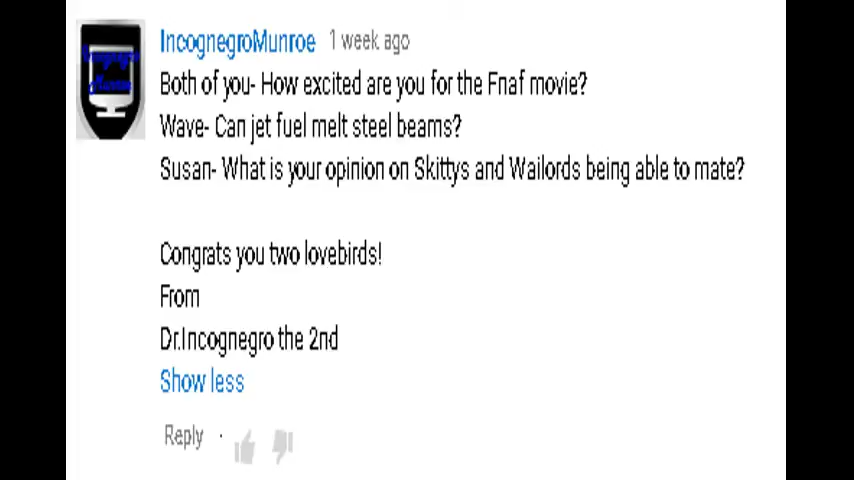 IncognegroMunroe 1 week ago
Both of you- How excited are you for the Fnaf movie?
Wave- Can jet fuel melt steel beams?
Susan- What is your opinion on Skittys and Wailords being able to mate?
Congrats you two lovebirds!
From
Dr.Incognegro the 2nd
Show less
Reply ·